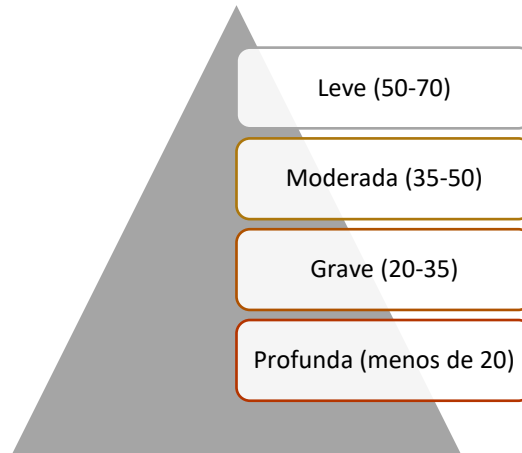 Leve (50-70)
Moderada (35-50)
Grave (20-35)
Profunda (menos de 20)